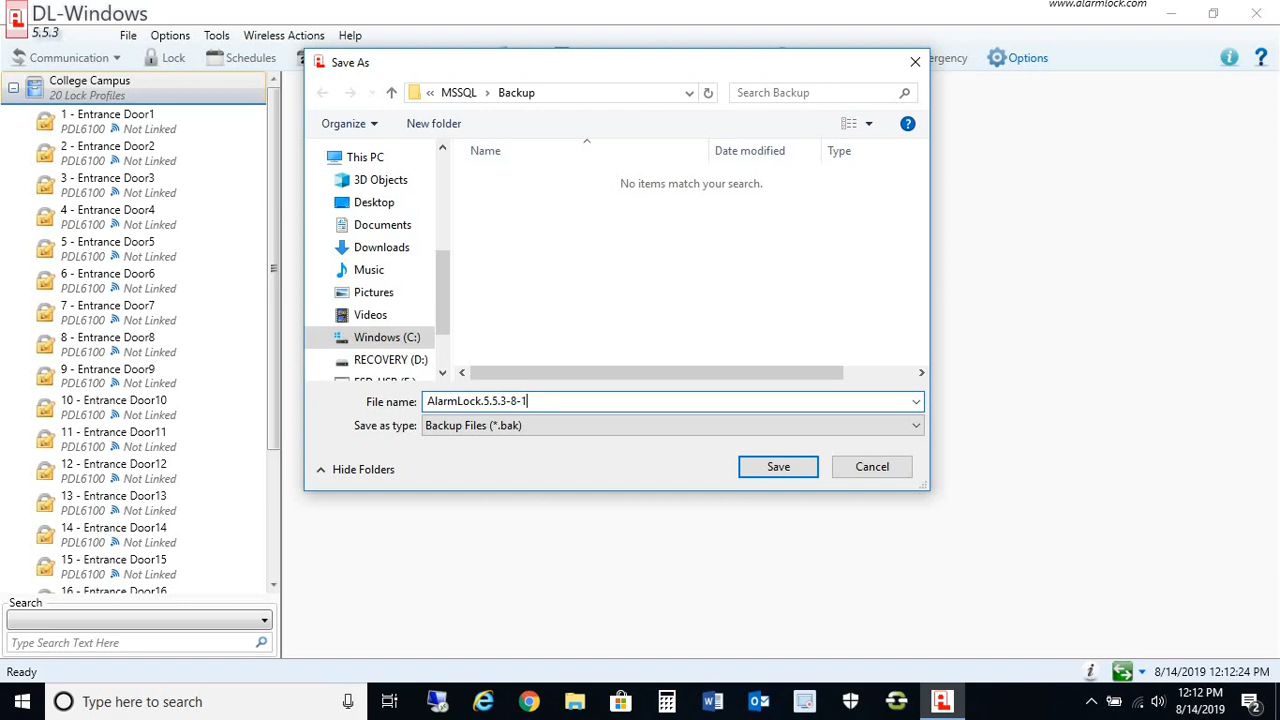 DL-Windows
www.alarmlock.com
5.5.3
File Options Tools Wireless Actions Help
Communication Lock Schedules ergency Options
College Campus
20 Lock Profiles
1 - Entrance Door1
PDL6100 Not Linked
2 - Entrance Door2
PDL6100 Not Linked
3 - Entrance Door3
PDL6100 Not Linked
4 - Entrance Door4
PDL6100 Not Linked
5 - Entrance Door5
PDL6100 Not Linked
6 - Entrance Door6
PDL6100 Not Linked
7 - Entrance Door7
PDL6100 Not Linked
8 - Entrance Door8
PDL6100 Not Linked
9 - Entrance Door9
PDL6100 Not Linked
10 - Entrance Door10
PDL6100 Not Linked
11 - Entrance Door11
PDL6100 Not Linked
12 - Entrance Door12
PDL6100 Not Linked
13 - Entrance Door13
PDL6100 Not Linked
14 - Entrance Door14
PDL6100 Not Linked
15 - Entrance Door15
PDL6100 Not Linked
16 - Entrance Door16
Search
Type Search Text Here
Save As
« MSSQL › Backup
Search Backup
Organize New folder
This PC
3D Objects
Desktop
Documents
Downloads
Music
Pictures
Videos
Windows (C:)
RECOVERY (D:)
ESD-USB (E:)
Name Date modified Type
No items match your search.
File name: AlarmLock.5.5.3-8-1
Save as type: Backup Files (*.bak)
Hide Folders
Save Cancel
Ready
8/14/2019 12:12:24 PM
Type here to search
12:12 PM
8/14/2019
2